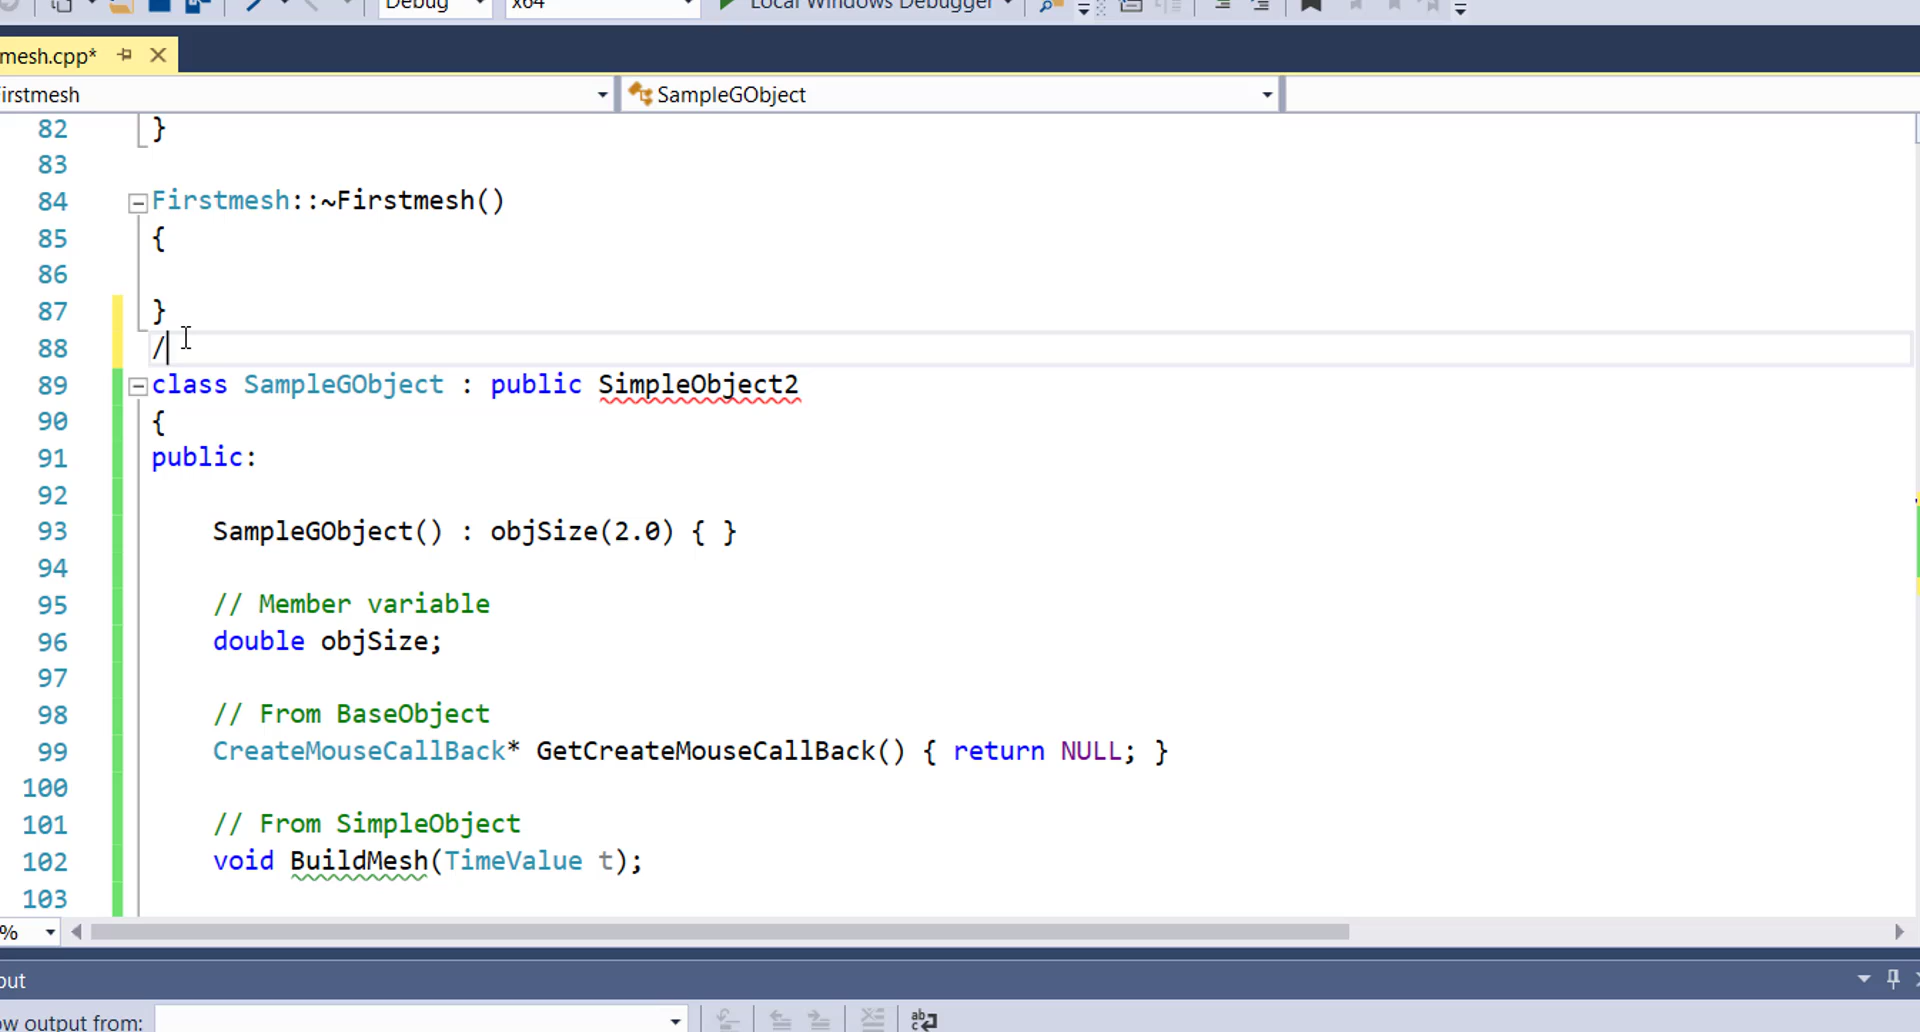 Debug x64 Local Windows Debugger
mesh.cpp*
irstmesh SampleGObject
82 }
83
84 Firstmesh::~Firstmesh()
85 {
86
87 }
88 /
89 class SampleGObject : public SimpleObject2
90 {
91 public:
92
93 SampleGObject() : objSize(2.0) { }
94
95 // Member variable
96 double objSize;
97
98 // From BaseObject
99 CreateMouseCallBack* GetCreateMouseCallBack() { return NULL; }
100
101 // From SimpleObject
102 void BuildMesh(TimeValue t);
103
%
put
ow output from: